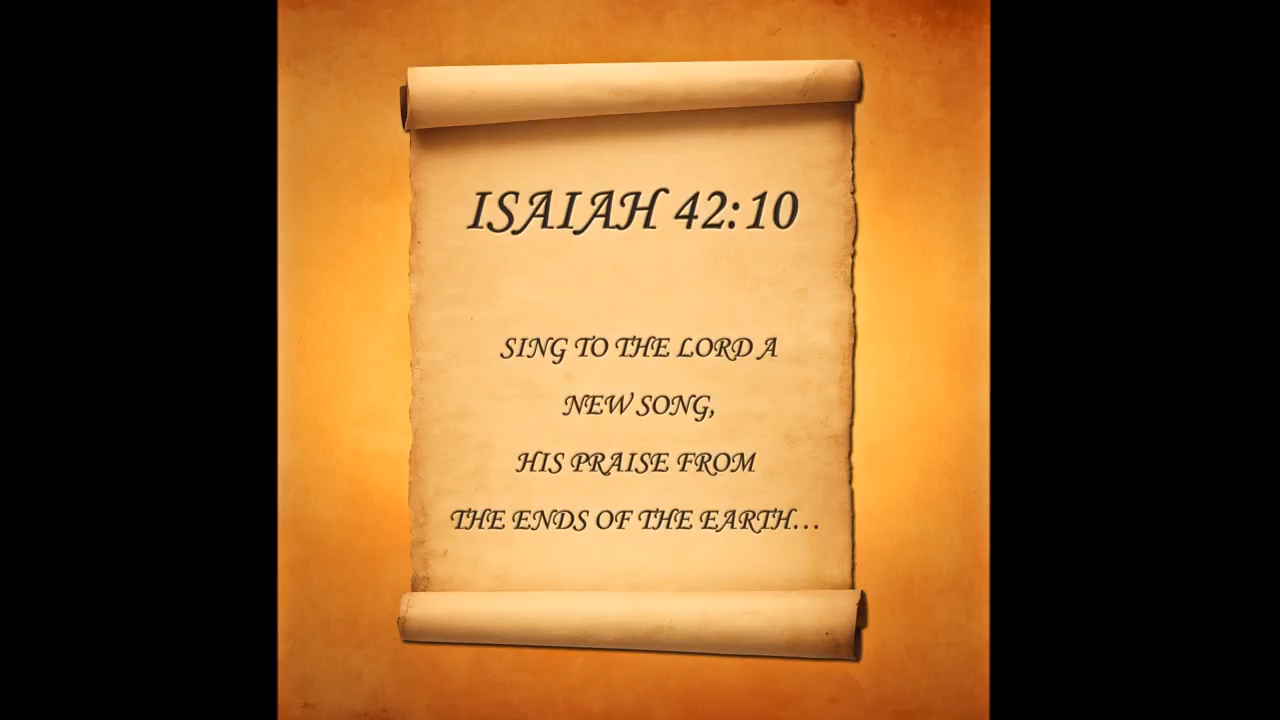 ISAIAH 42:10
SING TO THE LORD A
NEW SONG,
HIS PRAISE FROM
THE ENDS OF THE EARTH...